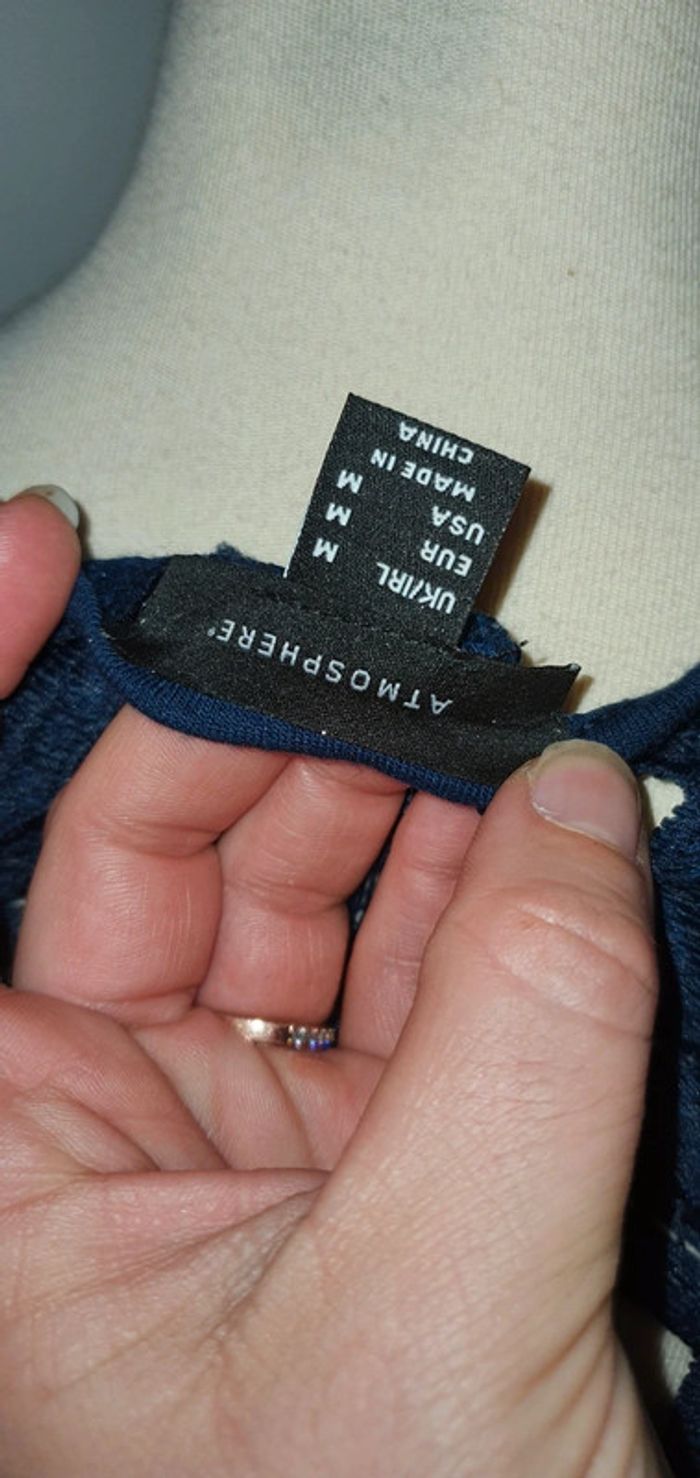 ATMOSPHERE®
UK/IRL M
EUR M
USA M
MADE IN
CHINA